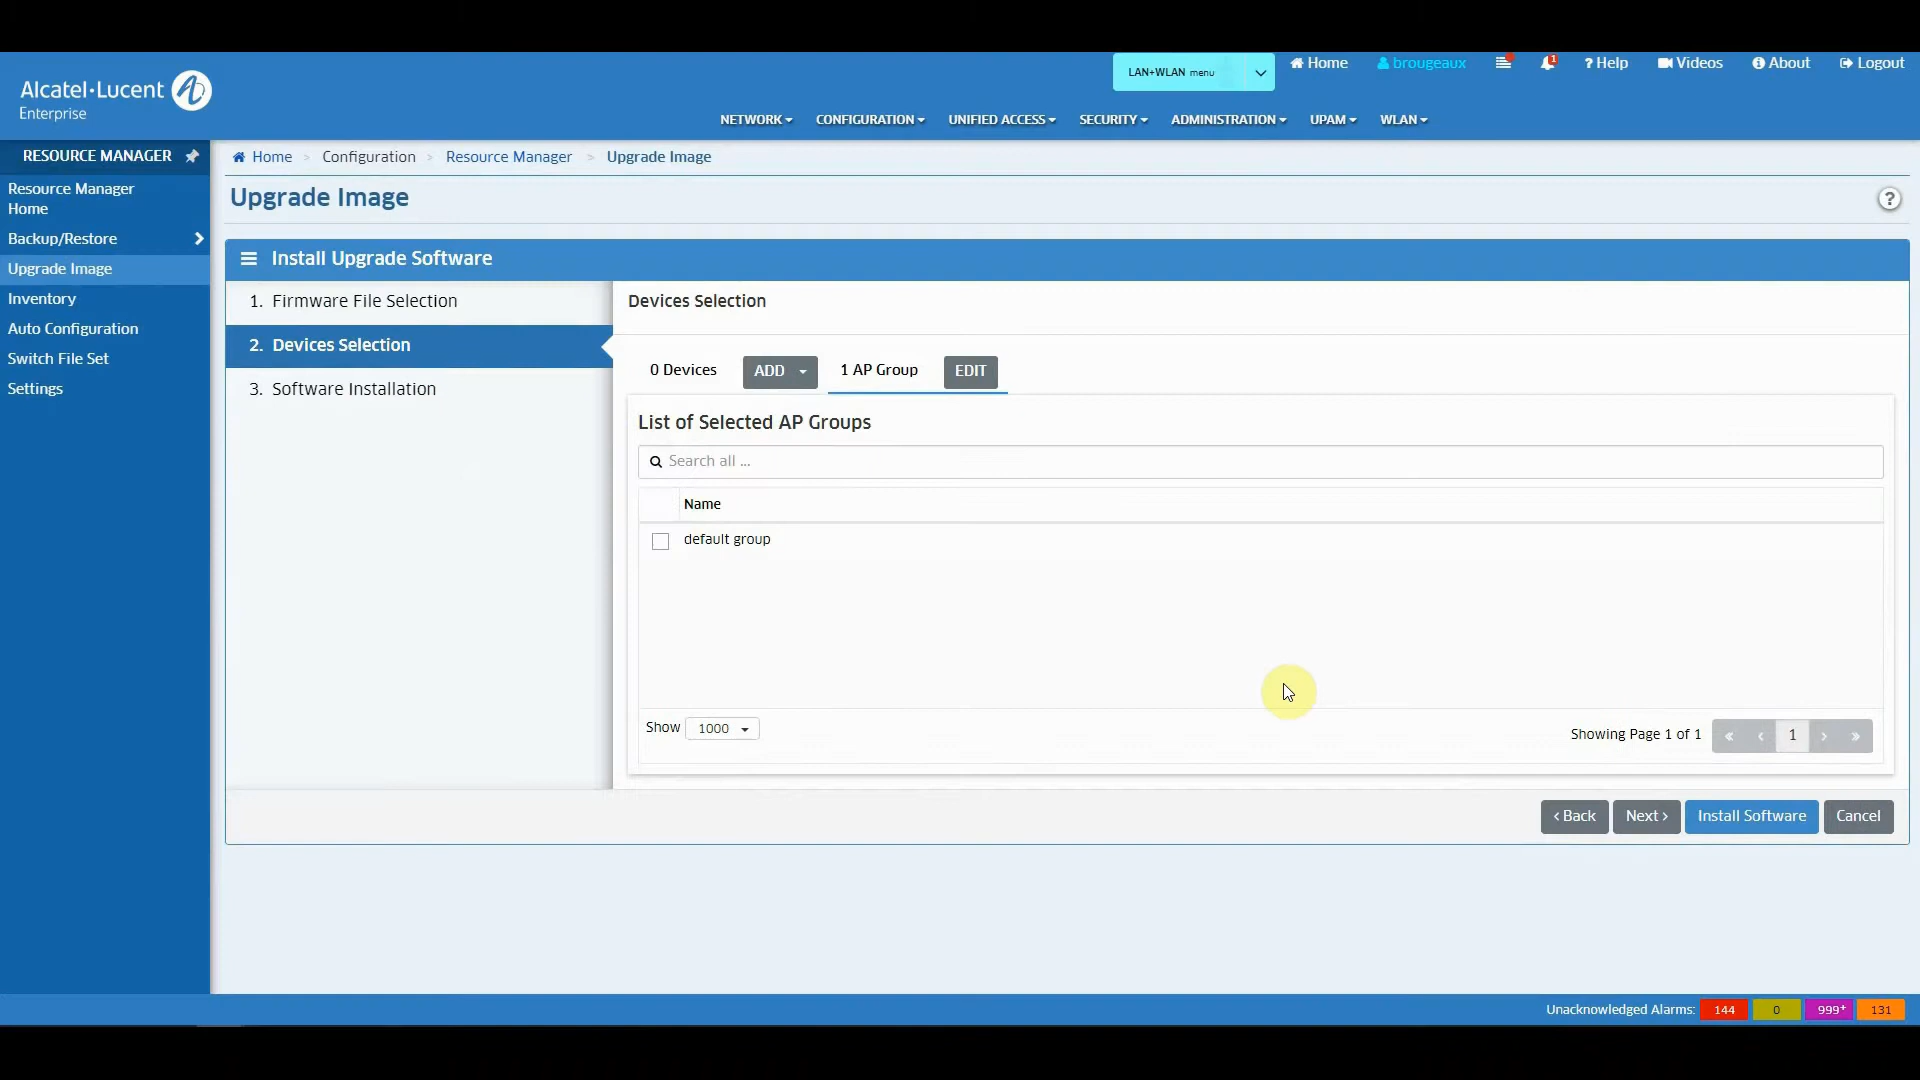 LAN+WLAN menu
Home
brougeaux
1
? Help
Videos
About
Logout
Alcatel·Lucent
Enterprise
NETWORK
CONFIGURATION
UNIFIED ACCESS
SECURITY
ADMINISTRATION
UPAM
WLAN
RESOURCE MANAGER
Resource Manager
Home
Backup/Restore
Upgrade Image
Inventory
Auto Configuration
Switch File Set
Settings
Home > Configuration > Resource Manager > Upgrade Image
Upgrade Image
?
Install Upgrade Software
1. Firmware File Selection
2. Devices Selection
3. Software Installation
Devices Selection
0 Devices ADD 1 AP Group EDIT
List of Selected AP Groups
Search all ...
Name
default group
Show 1000
Showing Page 1 of 1 « ‹ 1 › »
‹ Back Next › Install Software Cancel
Unacknowledged Alarms: 144 0 999+ 131